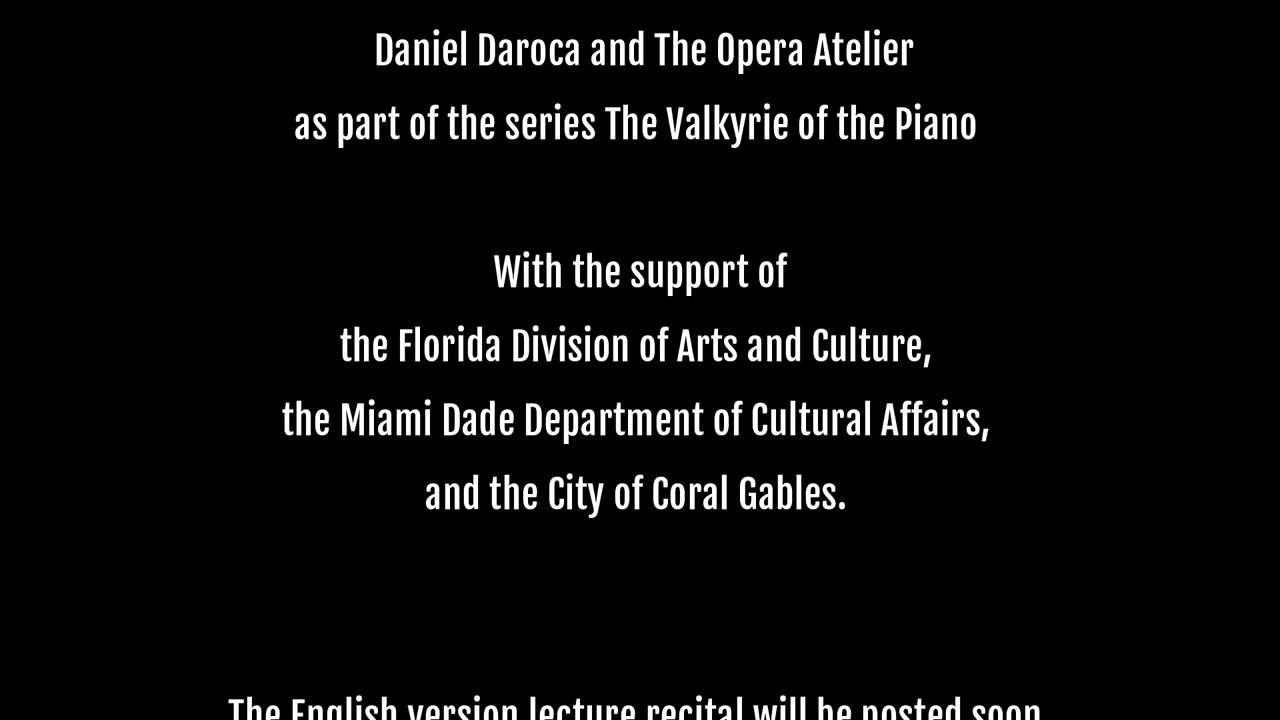 Daniel Daroca and The Opera Atelier
as part of the series The Valkyrie of the Piano
With the support of
the Florida Division of Arts and Culture,
the Miami Dade Department of Cultural Affairs,
and the City of Coral Gables.
The English version lecture recital will be posted soon